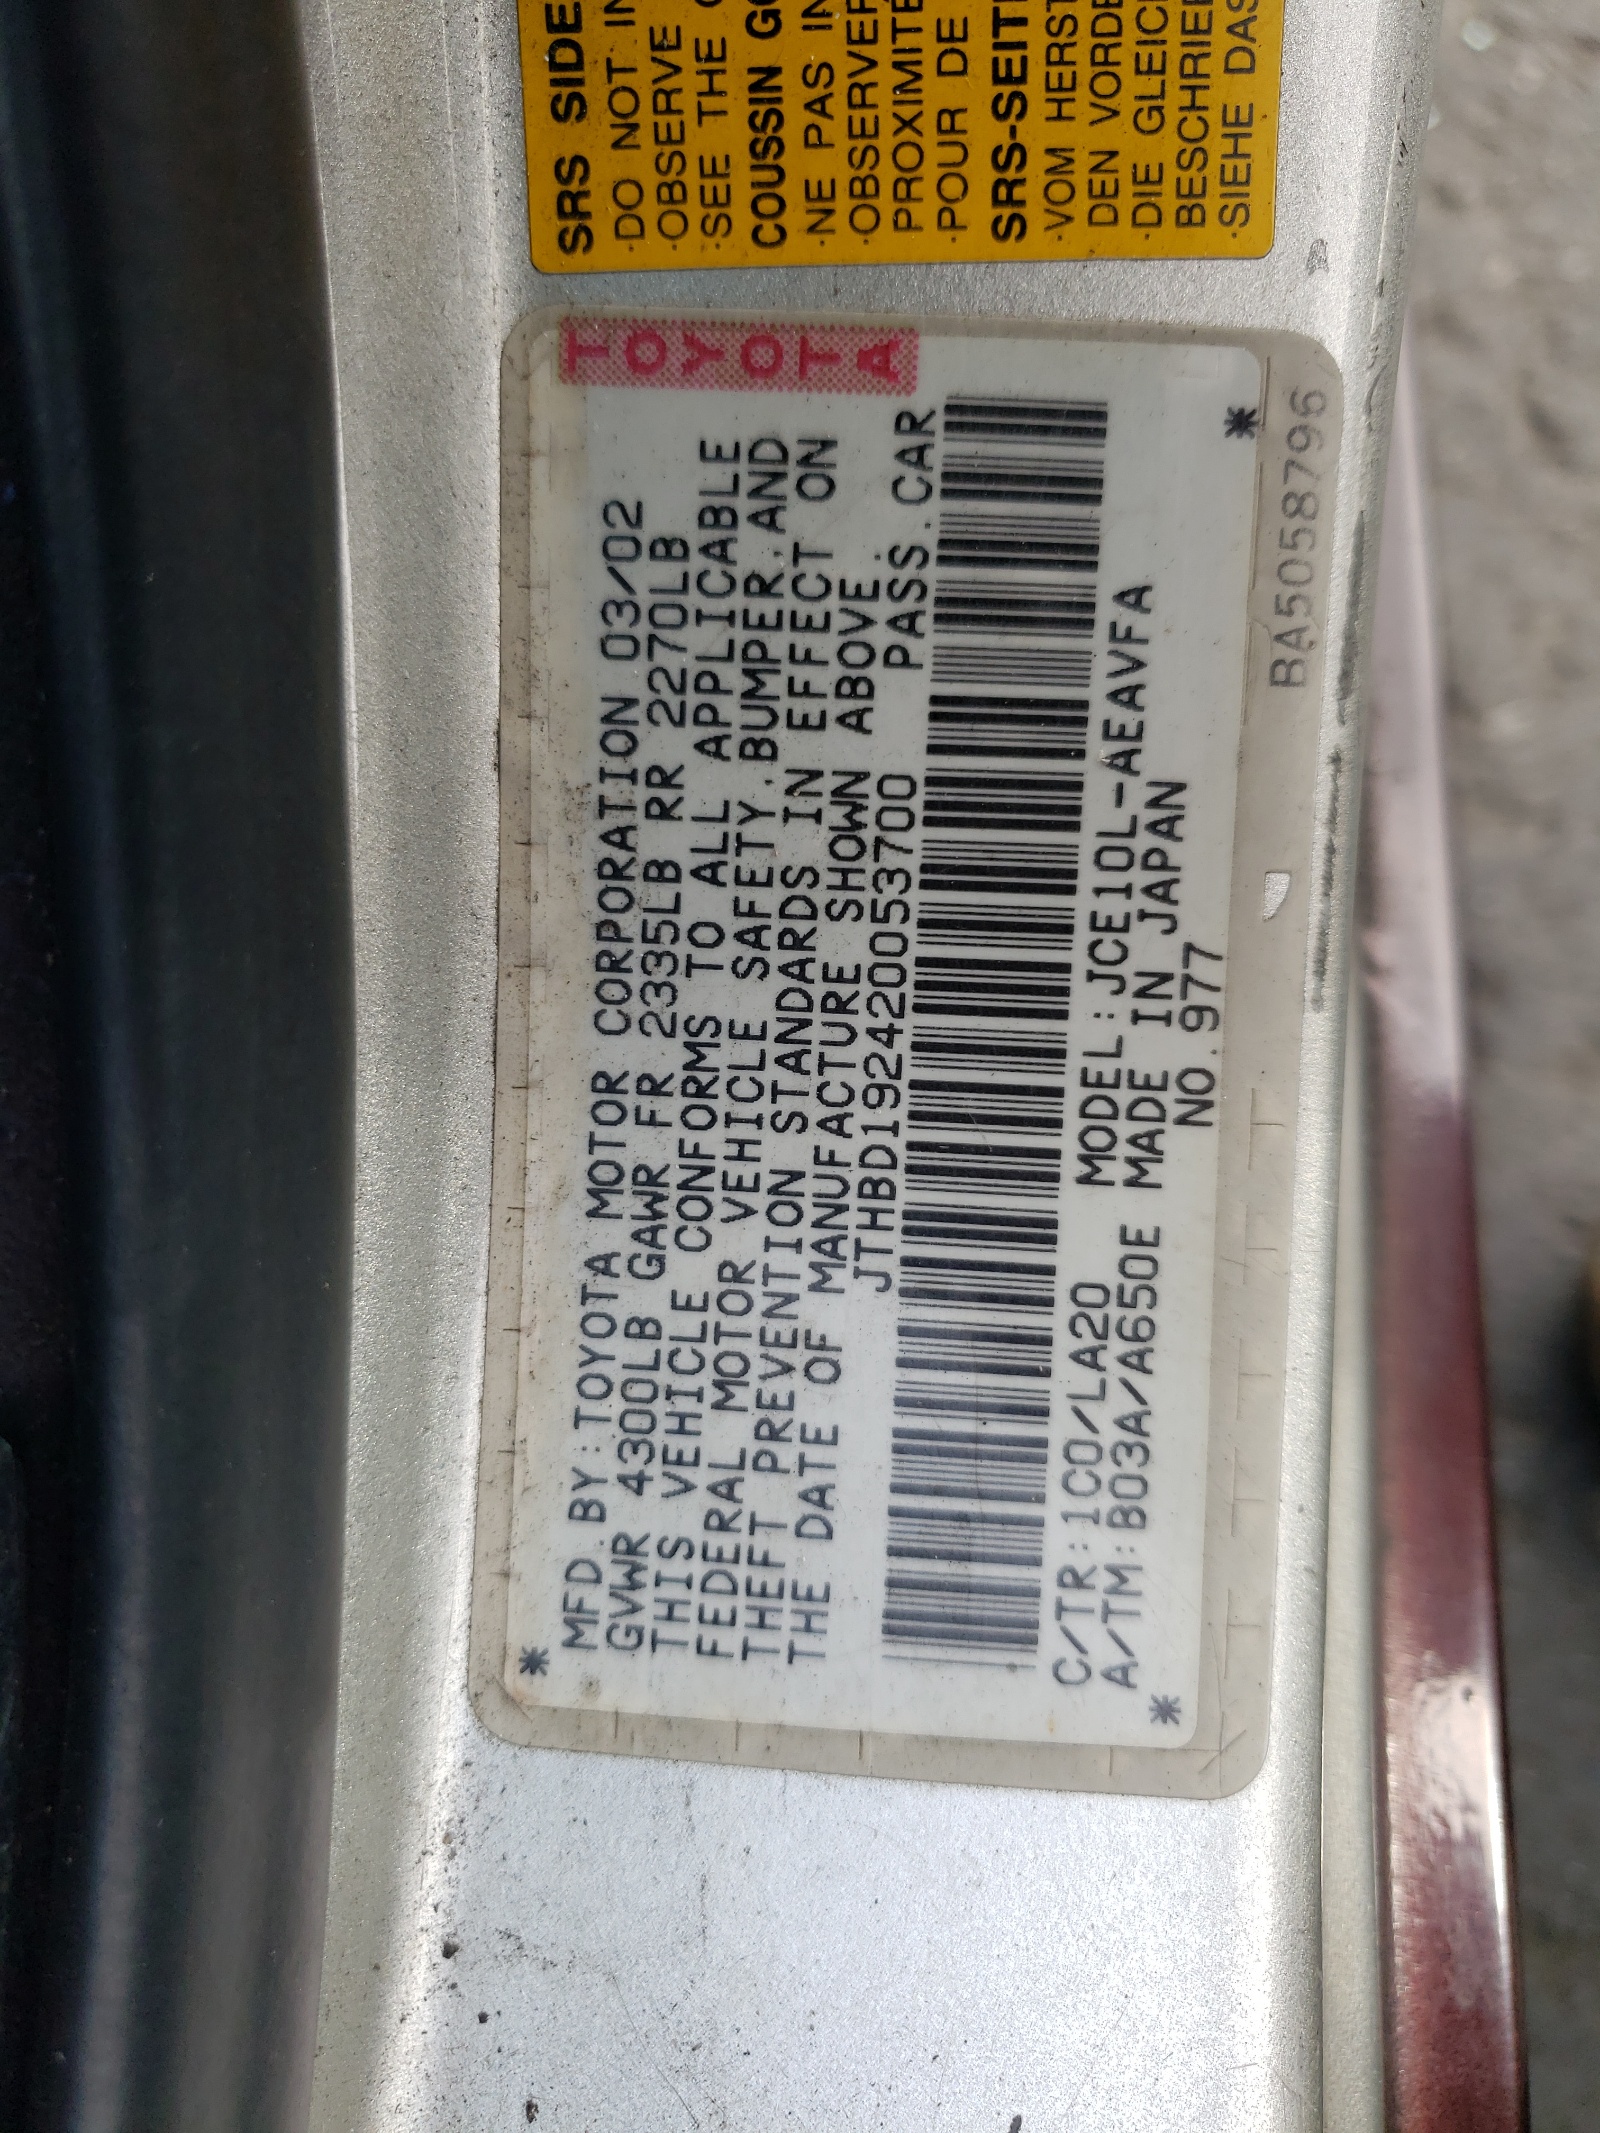 TOYOTA
MFD.BY:TOYOTA MOTOR CORPORATION 03/02
GVWR 4300LB GAWR FR 2335LB RR 2270LB
THIS VEHICLE CONFORMS TO ALL APPLICABLE
FEDERAL MOTOR VEHICLE SAFETY,BUMPER,AND
THEFT PREVENTION STANDARDS IN EFFECT ON
THE DATE OF MANUFACTURE SHOWN ABOVE.
JTHBD192420053700 PASS.CAR
C/TR:1C0/LA20 MODEL:JCE10L-AEAVFA
A/TM:B03A/A650E MADE IN JAPAN
NO.977
BA5058796
SRS SIDE
·DO NOT
·OBSERVE
·SEE THE
COUSSIN
·NE PAS
·OBSERVER
PROXIMITÉ
·POUR DE
SRS-SEIT
·VOM HERST
DEN VORDE
·DIE GLEIC
BESCHRIE
·SIEHE DAS